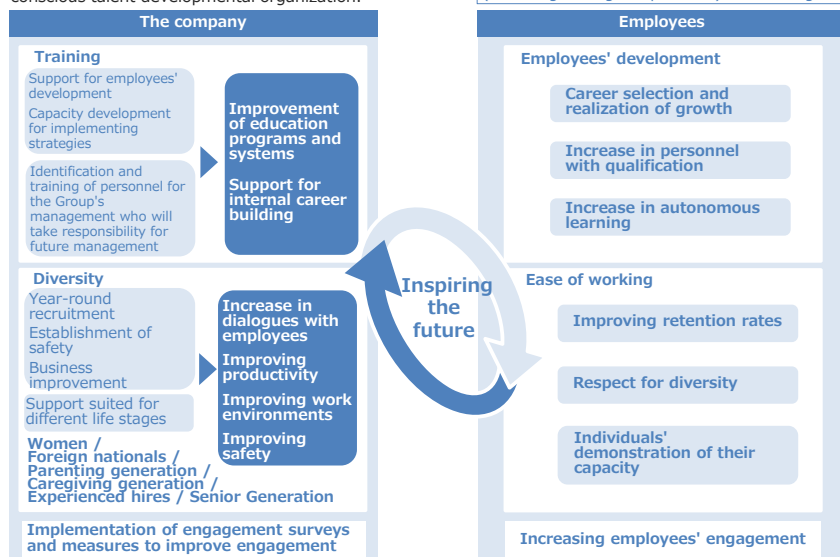 conscious talent developmental organization.
The company
Training
Support for employees'
development
Capacity development
for implementing
strategies
Identification and
training of personnel for
the Group's
management who will
take responsibility for
future management
Improvement
of education
programs and
systems
Support for
internal career
building
Diversity
Year-round
recruitment
Establishment of
safety
Business
improvement
Support suited for
different life stages
Women /
Foreign nationals /
Parenting generation /
Caregiving generation /
Experienced hires / Senior Generation
Increase in
dialogues with
employees
Improving
productivity
Improving work
environments
Improving
safety
Implementation of engagement surveys
and measures to improve engagement
Inspiring
the
future
Employees
Employees' development
Career selection and
realization of growth
Increase in personnel
with qualification
Increase in autonomous
learning
Ease of working
Improving retention rates
Respect for diversity
Individuals'
demonstration of their
capacity
Increasing employees' engagement